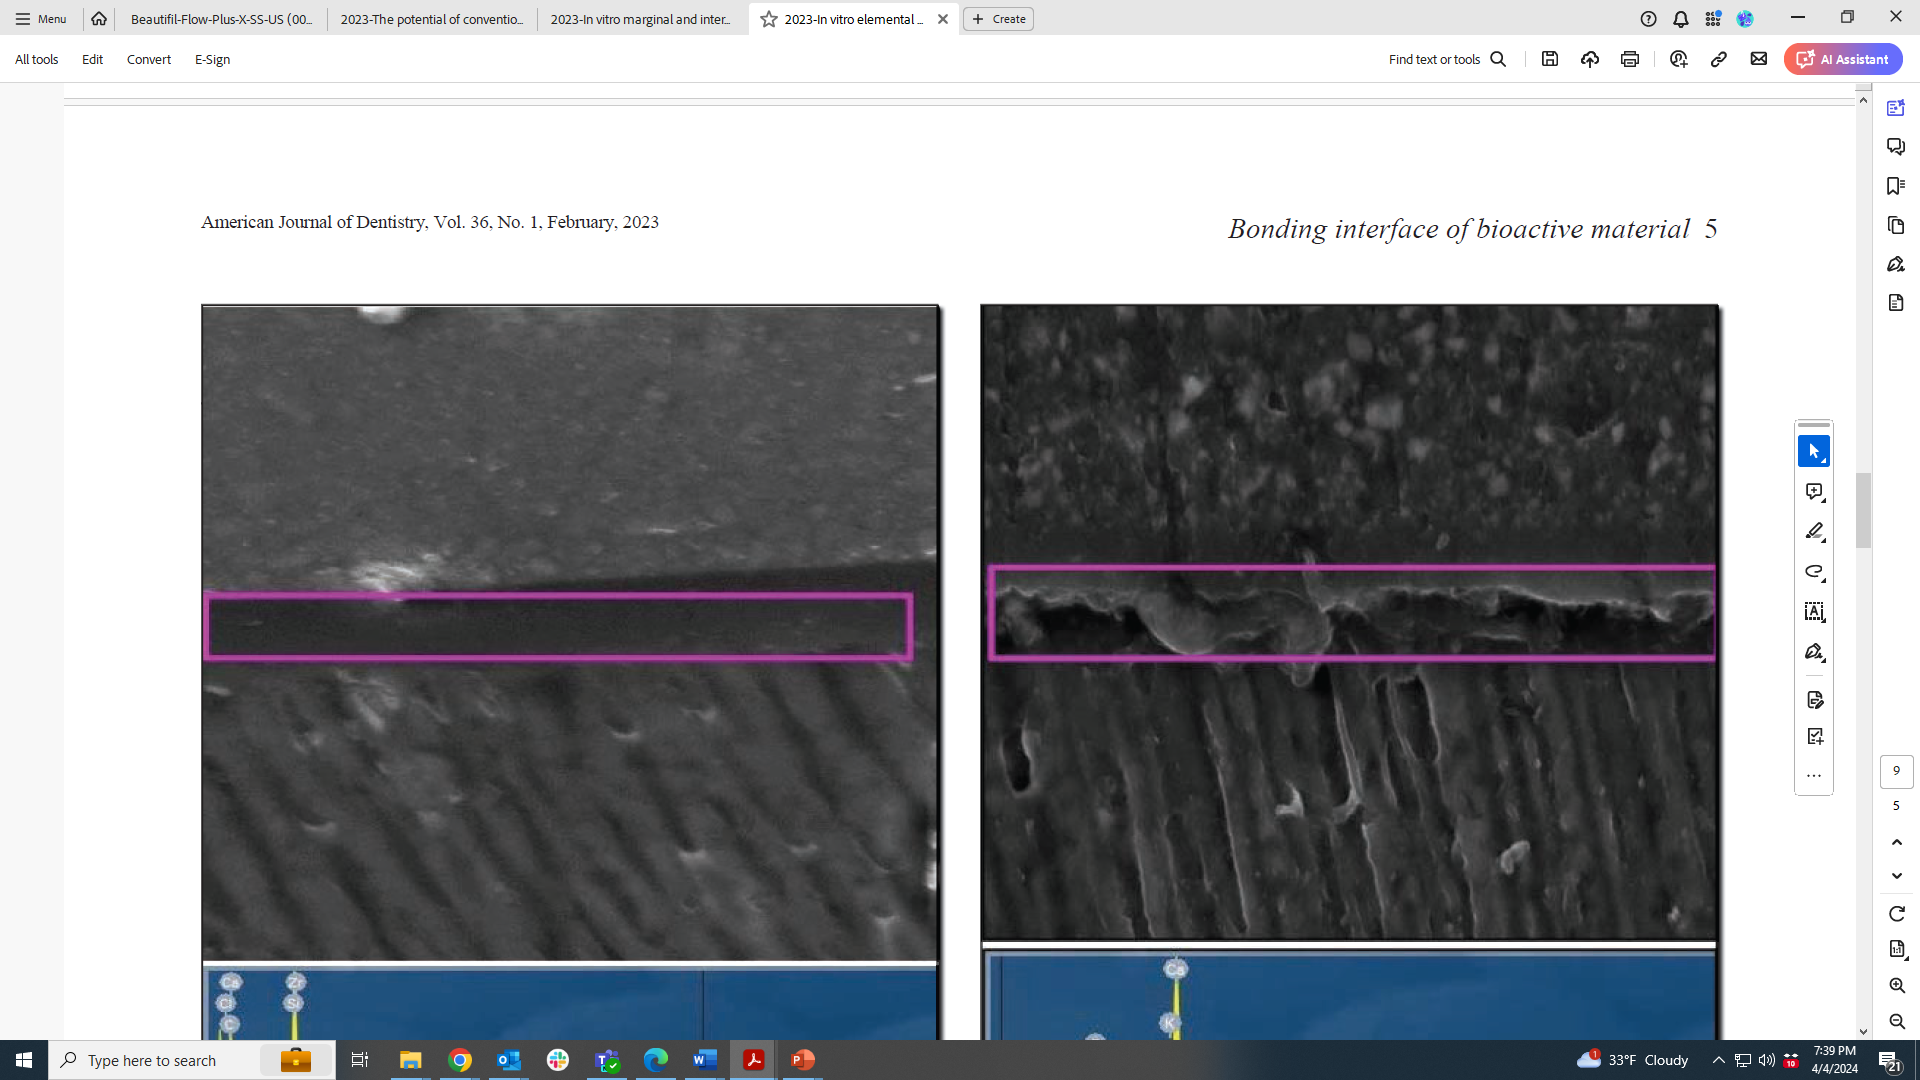 Menu
Beautifil-Flow-Plus-X-SS-US (00...
2023-The potential of conventio...
2023-In vitro marginal and inter...
2023-In vitro elemental ...
Create
All tools
Edit
Convert
E-Sign
Find text or tools
AI Assistant
American Journal of Dentistry, Vol. 36, No. 1, February, 2023
Bonding interface of bioactive material 5
Ca
Cl
C
Zr
Si
Ca
K
9
5
Type here to search
1
33°F Cloudy
10
7:39 PM
4/4/2024
21